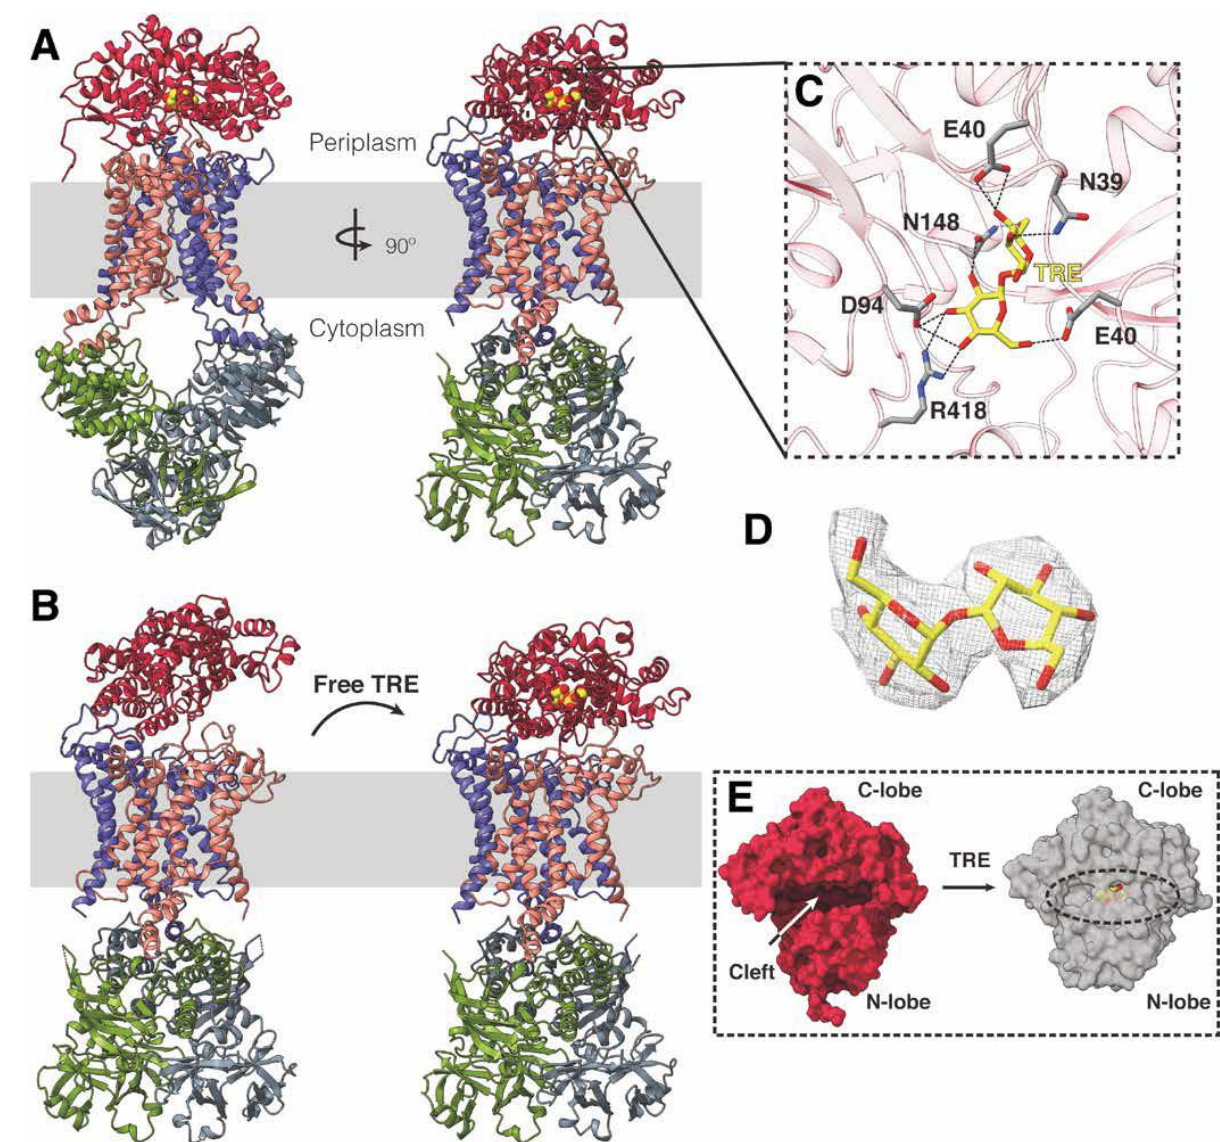 A
Periplasm
90°
Cytoplasm
C
E40
N39
N148
TRE
D94
E40
R418
D
B
Free TRE
E
C-lobe
C-lobe
TRE
Cleft
N-lobe
N-lobe